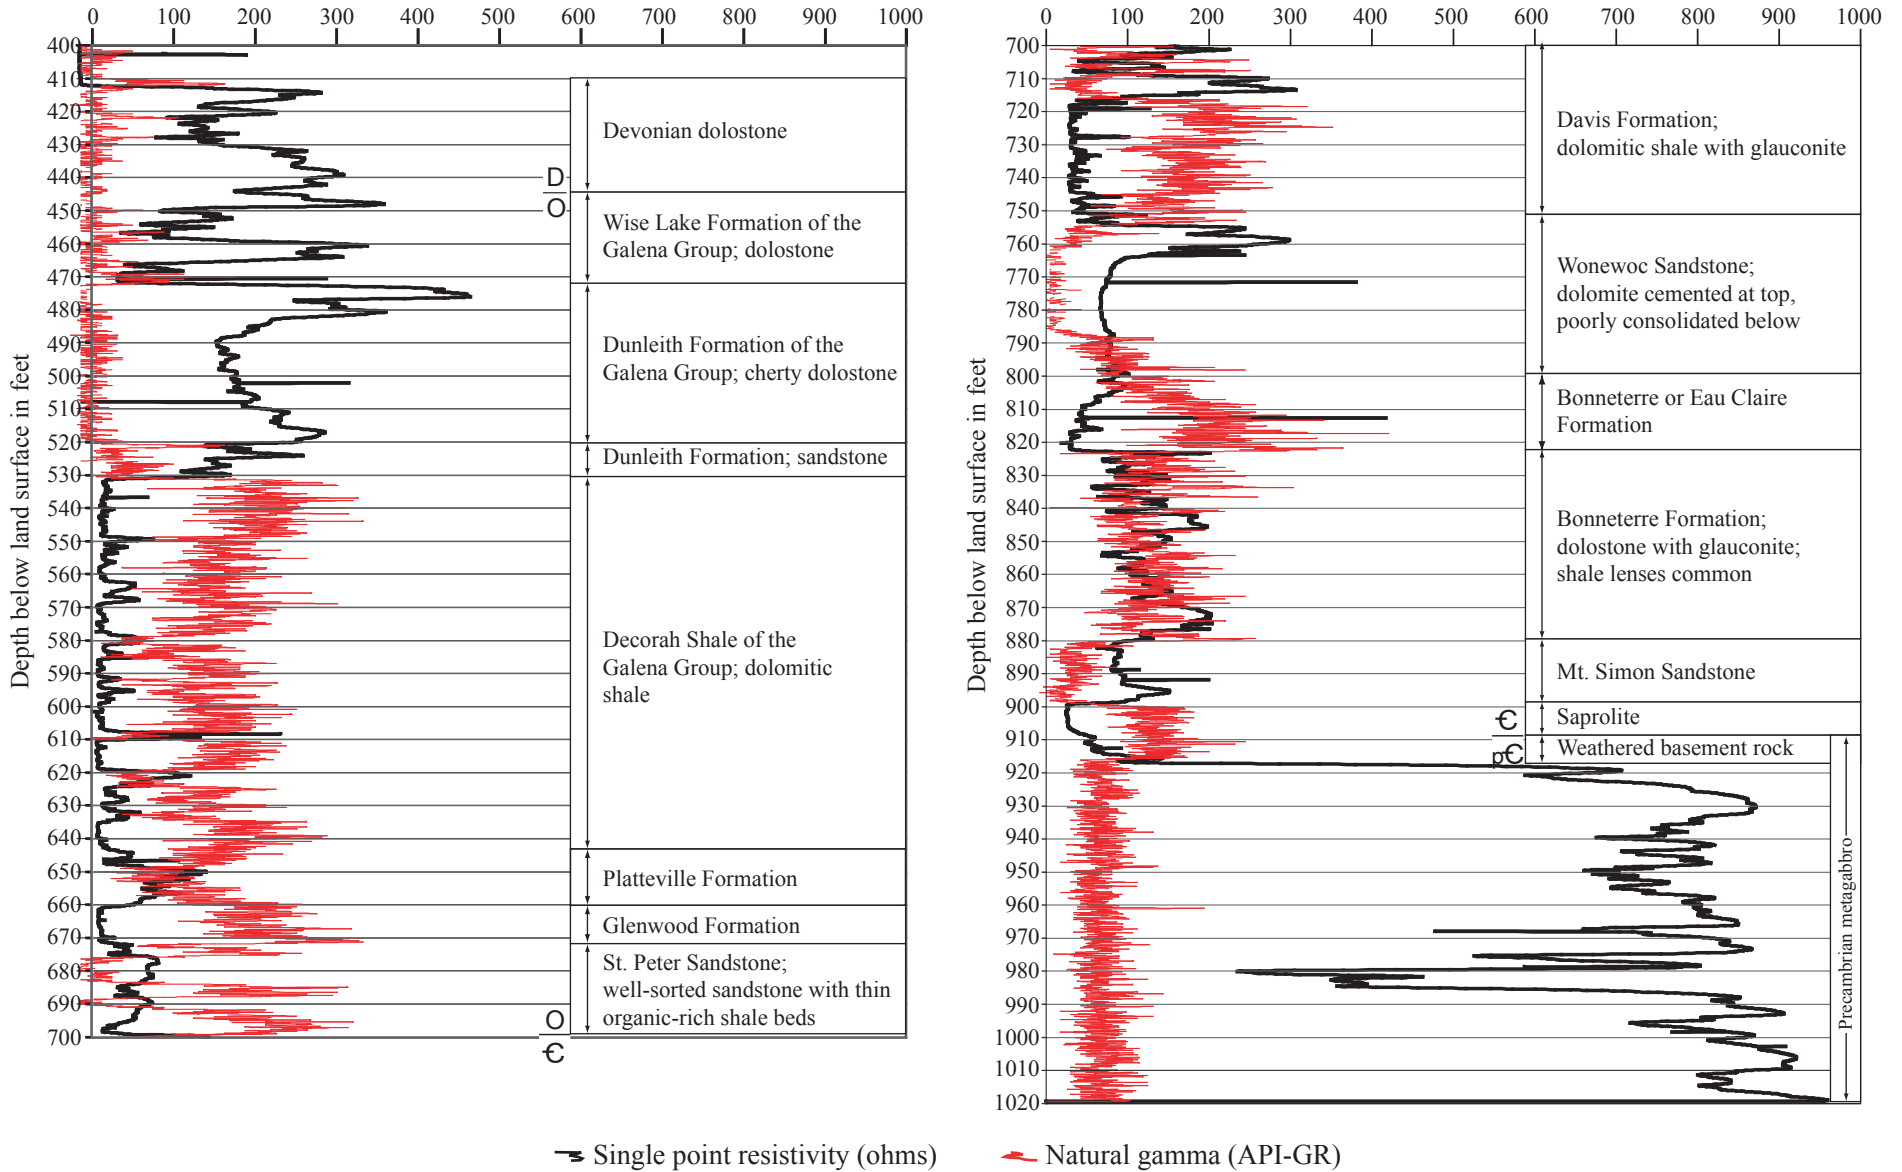 0 100 200 300 400 500 600 700 800 900 1000
Depth below land surface in feet
400
410
420
430
440
450
460
470
480
490
500
510
520
530
540
550
560
570
580
590
600
610
620
630
640
650
660
670
680
690
700
Devonian dolostone
D
O
Wise Lake Formation of the
Galena Group; dolostone
Dunleith Formation of the
Galena Group; cherty dolostone
Dunleith Formation; sandstone
Decorah Shale of the
Galena Group; dolomitic
shale
Platteville Formation
Glenwood Formation
St. Peter Sandstone;
well-sorted sandstone with thin
organic-rich shale beds
O
Ꞓ
0 100 200 300 400 500 600 700 800 900 1000
Depth below land surface in feet
700
710
720
730
740
750
760
770
780
790
800
810
820
830
840
850
860
870
880
890
900
910
920
930
940
950
960
970
980
990
1000
1010
1020
Davis Formation;
dolomitic shale with glauconite
Wonewoc Sandstone;
dolomite cemented at top,
poorly consolidated below
Bonneterre or Eau Claire
Formation
Bonneterre Formation;
dolostone with glauconite;
shale lenses common
Mt. Simon Sandstone
Saprolite
Ꞓ
pꞒ
Weathered basement rock
Precambrian metagabbro
Single point resistivity (ohms)
Natural gamma (API-GR)